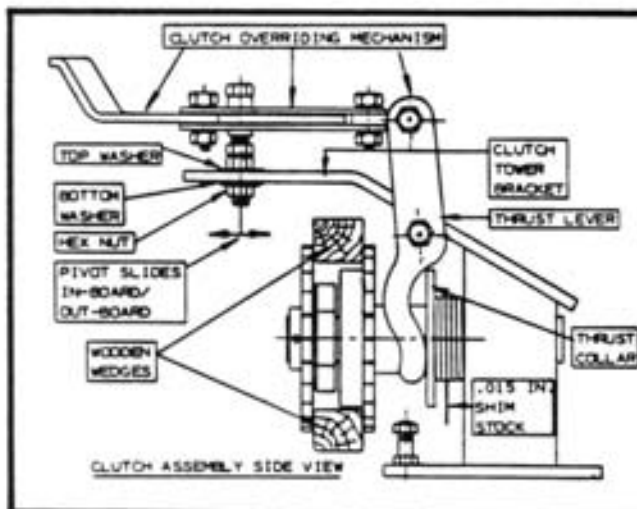 CLUTCH OVERRIDING MECHANISM
TOP WASHER
BOTTOM
WASHER
HEX NUT
PIVOT SLIDES
IN-BOARD/
OUT-BOARD
WOODEN
WEDGES
CLUTCH
TOWER
BRACKET
THRUST LEVER
THRUST
COLLAR
.015 IN.
SHIM
STOCK
CLUTCH ASSEMBLY SIDE VIEW